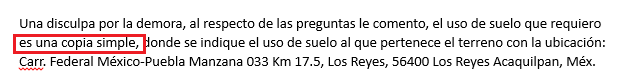 Una disculpa por la demora, al respecto de las preguntas le comento, el uso de suelo que requiero
es una copia simple, donde se indique el uso de suelo al que pertenece el terreno con la ubicación:
Carr. Federal México-Puebla Manzana 033 Km 17.5, Los Reyes, 56400 Los Reyes Acaquilpan, Méx.